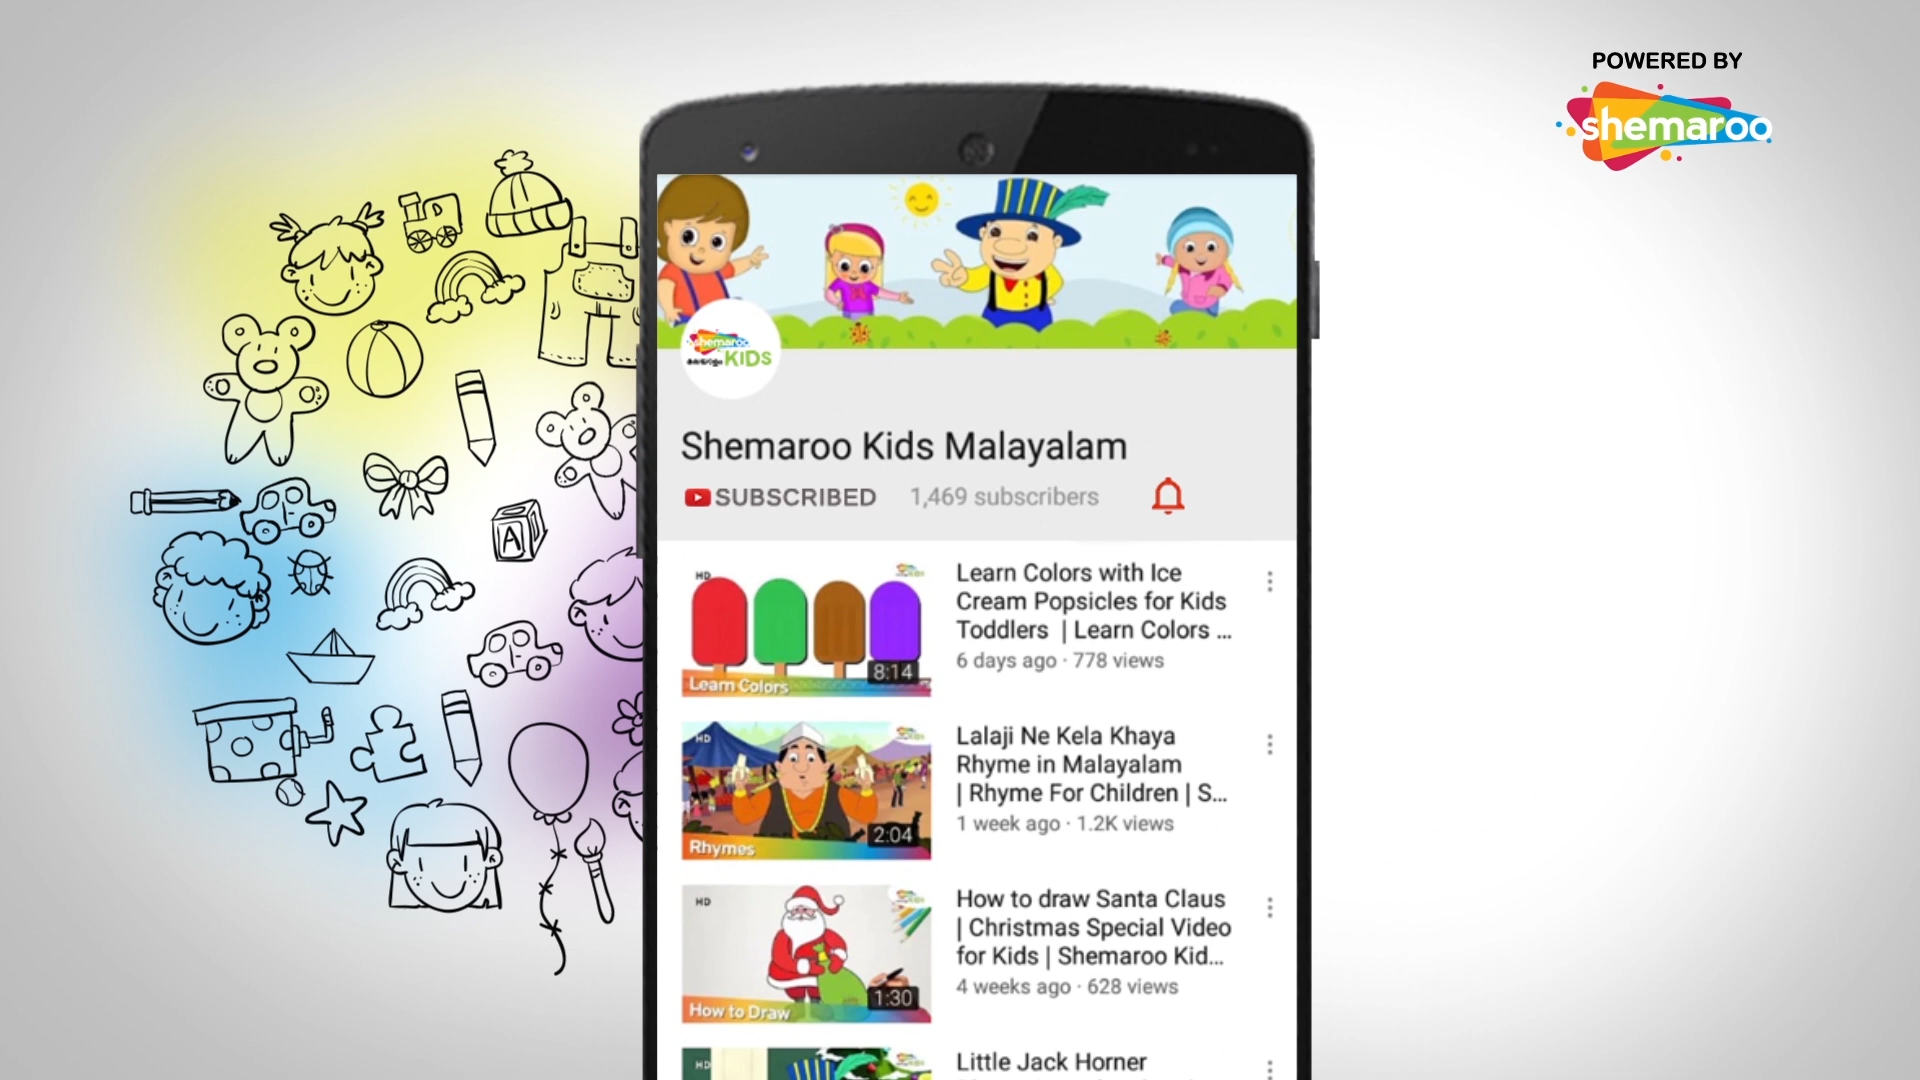 POWERED BY
shemaroo
shemaroo
KIDS
Shemaroo Kids Malayalam
SUBSCRIBED 1,469 subscribers
HD
8:14
Learn Colors
Learn Colors with Ice
Cream Popsicles for Kids
Toddlers | Learn Colors ...
6 days ago · 778 views
HD
2:04
Rhymes
Lalaji Ne Kela Khaya
Rhyme in Malayalam
| Rhyme For Children | S...
1 week ago · 1.2K views
HD
1:30
How to Draw
How to draw Santa Claus
| Christmas Special Video
for Kids | Shemaroo Kid...
4 weeks ago · 628 views
HD
Little Jack Horner
A